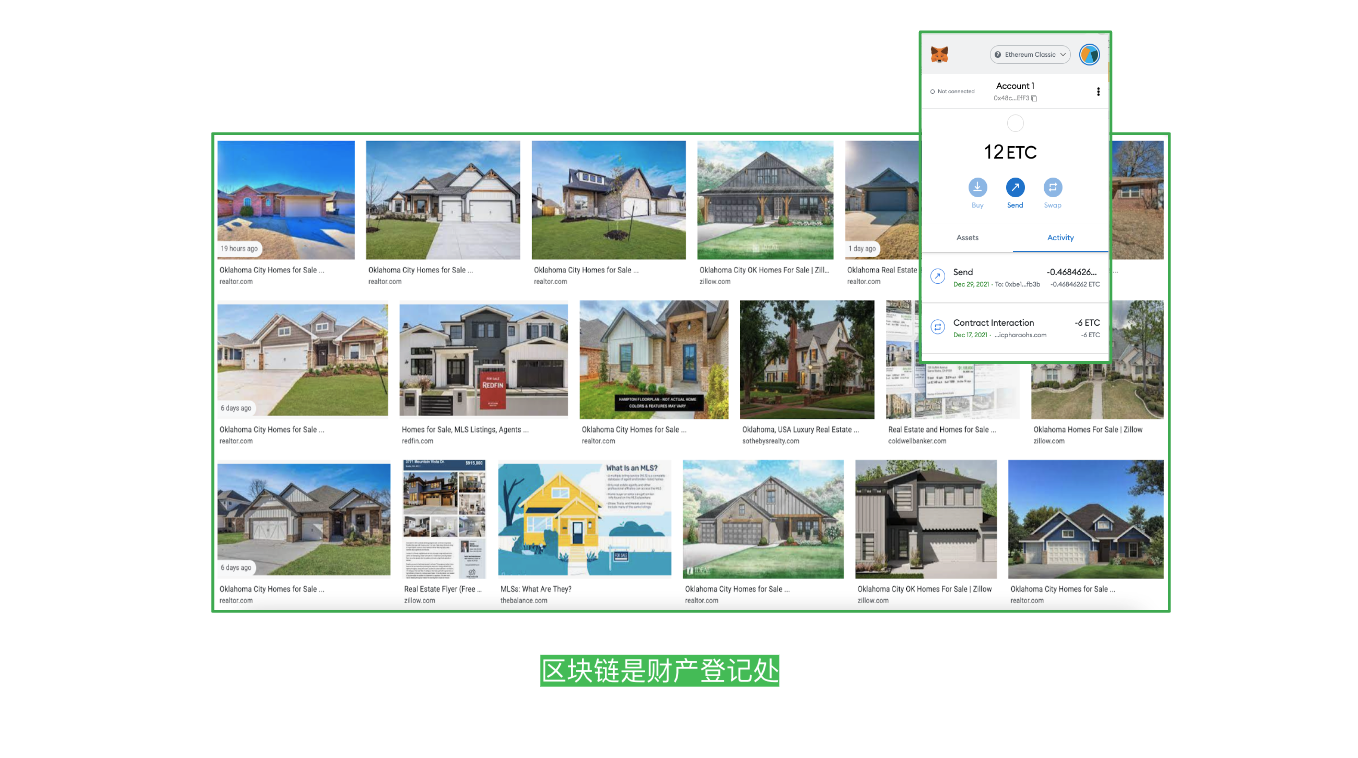 Ethereum Classic
Not connected
Account 1
0x48c...Eff3
12 ETC
Buy
Send
Swap
Assets
Activity
Send
-0.4684626...
Dec 29, 2021 · To: 0xbe1...fb3b
-0.46846262 ETC
Contract Interaction
-6 ETC
Dec 17, 2021 · ...icpharaohs.com
-6 ETC
19 hours ago
1 day ago
Oklahoma City Homes for Sale ...
realtor.com
Oklahoma City Homes for Sale ...
realtor.com
Oklahoma City Homes for Sale ...
realtor.com
Oklahoma City OK Homes For Sale | Zill...
zillow.com
Oklahoma Real Estate
realtor.com
6 days ago
FOR SALE
REDFIN
HAMPTON FLOORPLAN - NOT ACTUAL HOME
COLORS & FEATURES MAY VARY
Oklahoma City Homes for Sale ...
realtor.com
Homes for Sale, MLS Listings, Agents ...
redfin.com
Oklahoma City Homes for Sale ...
realtor.com
Oklahoma, USA Luxury Real Estate ...
sothebysrealty.com
Real Estate and Homes for Sale ...
coldwellbanker.com
Oklahoma Homes For Sale | Zillow
zillow.com
6 days ago
$915,000
What is an MLS?
FOR SALE
Oklahoma City Homes for Sale ...
realtor.com
Real Estate Flyer (Free ...
zillow.com
MLSs: What Are They?
thebalance.com
Oklahoma City Homes for Sale ...
realtor.com
Oklahoma City OK Homes For Sale | Zillow
zillow.com
Oklahoma City Homes for Sale ...
realtor.com
区块链是财产登记处